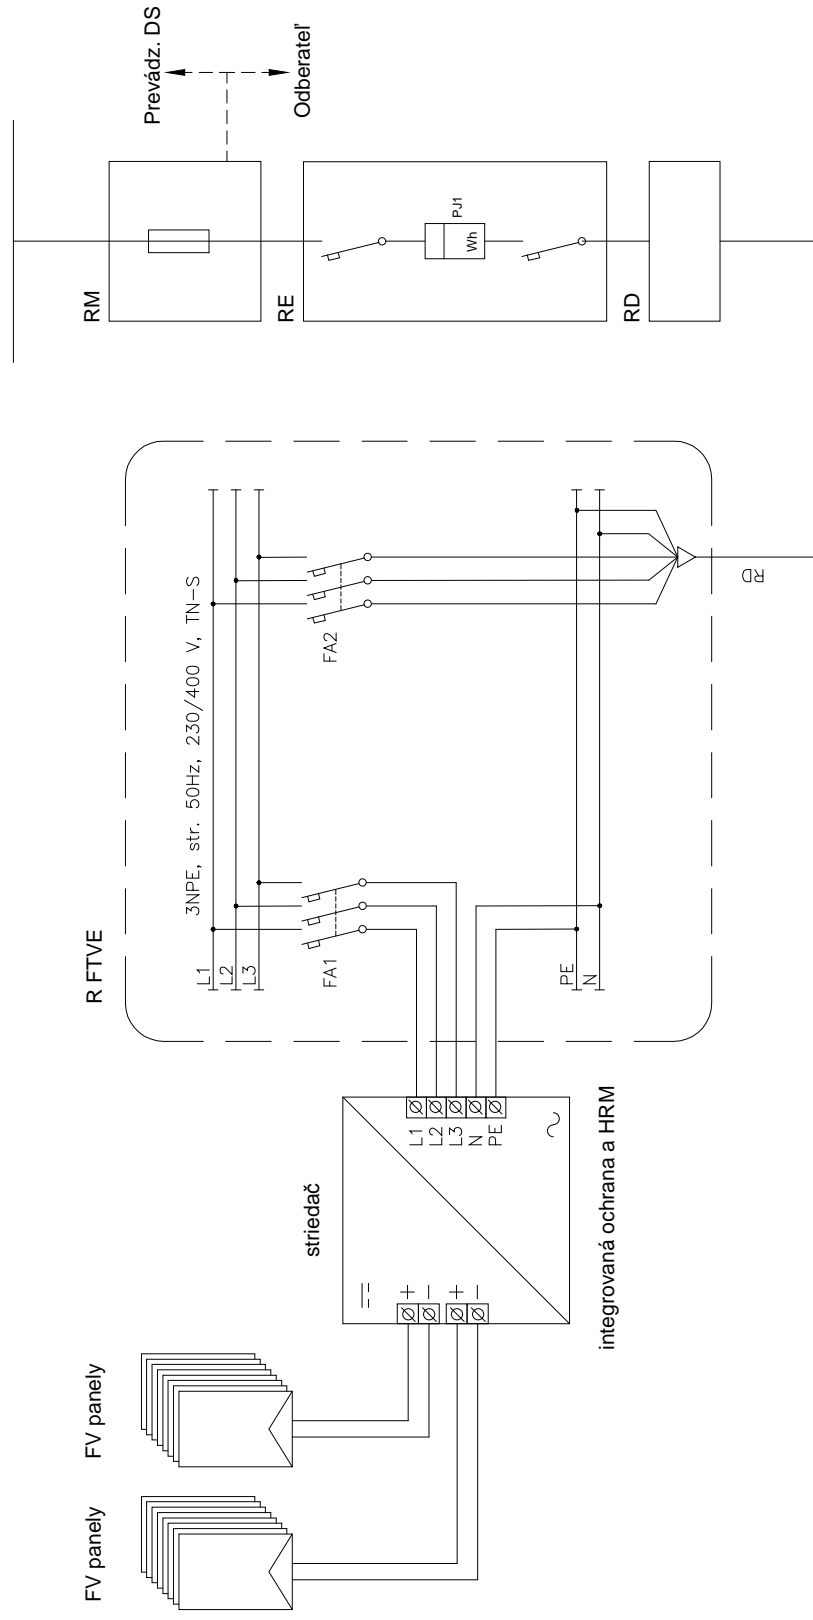 FV panely
FV panely
striedač
+
−
+
−
L1
L2
L3
N
PE
integrovaná ochrana a HRM
R FTVE
3NPE, str. 50Hz, 230/400 V, TN-S
L1
L2
L3
FA1
FA2
PE
N
RD
RM
Prevádz. DS
Odberateľ
RE
PJ1
Wh
RD